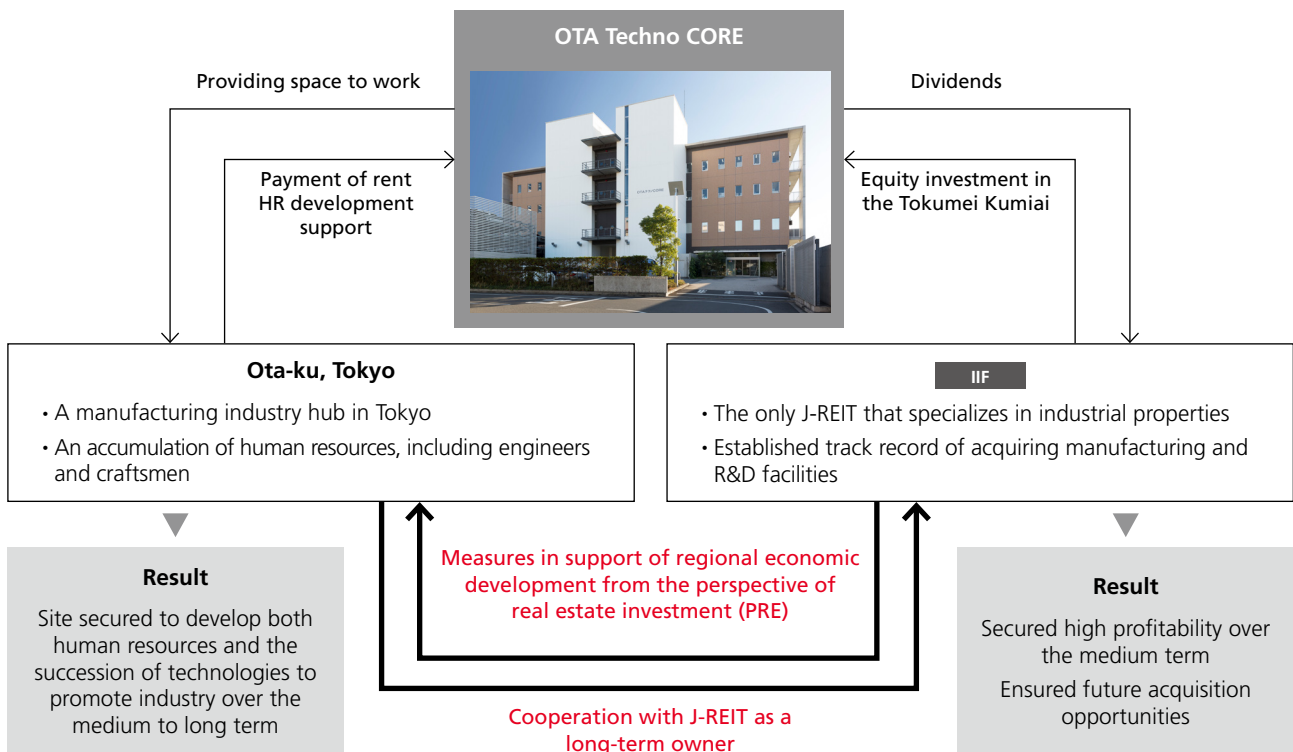 OTA Techno CORE
Providing space to work
Dividends
Payment of rent
HR development
support
Equity investment in
the Tokumei Kumiai
Ota-ku, Tokyo
・A manufacturing industry hub in Tokyo
・An accumulation of human resources, including engineers
and craftsmen
IIF
・The only J-REIT that specializes in industrial properties
・Established track record of acquiring manufacturing and
R&D facilities
Measures in support of regional economic
development from the perspective of
real estate investment (PRE)
Result
Site secured to develop both
human resources and the
succession of technologies to
promote industry over the
medium to long term
Result
Secured high profitability over
the medium term
Ensured future acquisition
opportunities
Cooperation with J-REIT as a
long-term owner